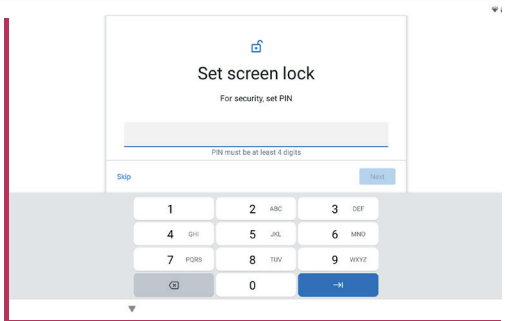 Set screen lock
For security, set PIN
PIN must be at least 4 digits
Skip Next
1 2 ABC 3 DEF
4 GHI 5 JKL 6 MNO
7 PQRS 8 TUV 9 WXYZ
0